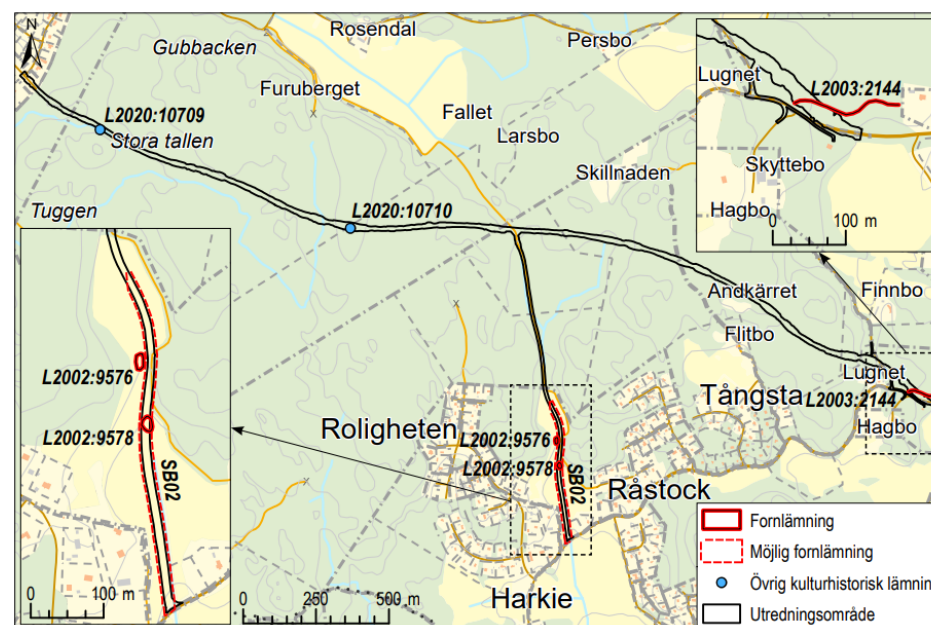 N
Gubbacken
Rosendal
Persbo
Furuberget
Fallet
Larsbo
L2020:10709
Stora tallen
Skillnaden
Tuggen
L2020:10710
Lugnet
L2003:2144
Skyttebo
Hagbo
0 100 m
Andkärret
Finnbo
Flitbo
Lugnet
L2003:2144
Hagbo
Tångsta
Roligheten
L2002:9576
L2002:9578
SB02
Råstock
Harkie
L2002:9576
L2002:9578
SB02
0 100 m
0 250 500 m
Fornlämning
Möjlig fornlämning
Övrig kulturhistorisk lämnin
Utredningsområde